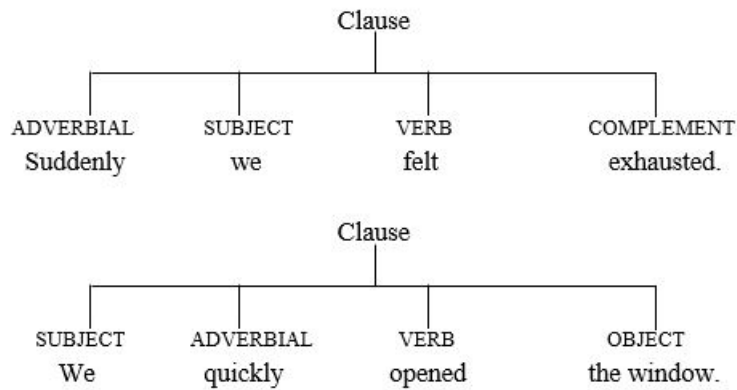 Clause
ADVERBIAL SUBJECT VERB COMPLEMENT
Suddenly we felt exhausted.
Clause
SUBJECT ADVERBIAL VERB OBJECT
We quickly opened the window.